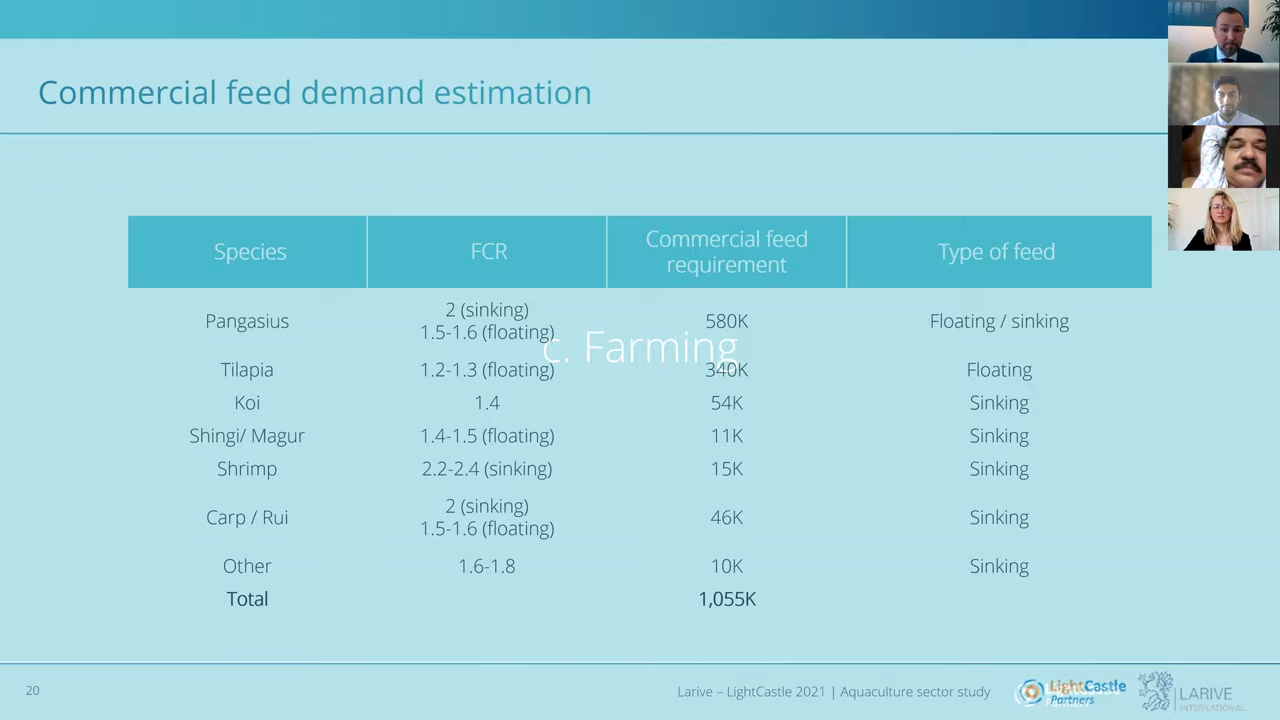 Commercial feed demand estimation
Species
FCR
Commercial feed
requirement
Type of feed
Pangasius
2 (sinking)
1.5-1.6 (floating)
580K
Floating / sinking
c. Farming
Tilapia
1.2-1.3 (floating)
340K
Floating
Koi
1.4
54K
Sinking
Shingi/ Magur
1.4-1.5 (floating)
11K
Sinking
Shrimp
2.2-2.4 (sinking)
15K
Sinking
Carp / Rui
2 (sinking)
1.5-1.6 (floating)
46K
Sinking
Other
1.6-1.8
10K
Sinking
Total
1,055K
20
Larive – LightCastle 2021 | Aquaculture sector study
LightCastle
Partners
LARIVE
INTERNATIONAL